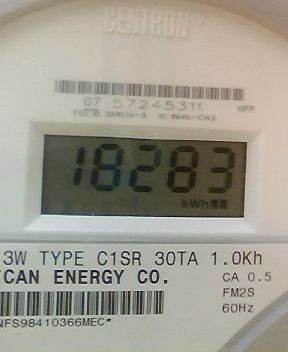 CENTRON
07 57245311
HPP
18283
kWh
3W TYPE C1SR 30TA 1.0Kh
CAN ENERGY CO.
CA 0.5
FM2S
60Hz
NFS98410366MEC*